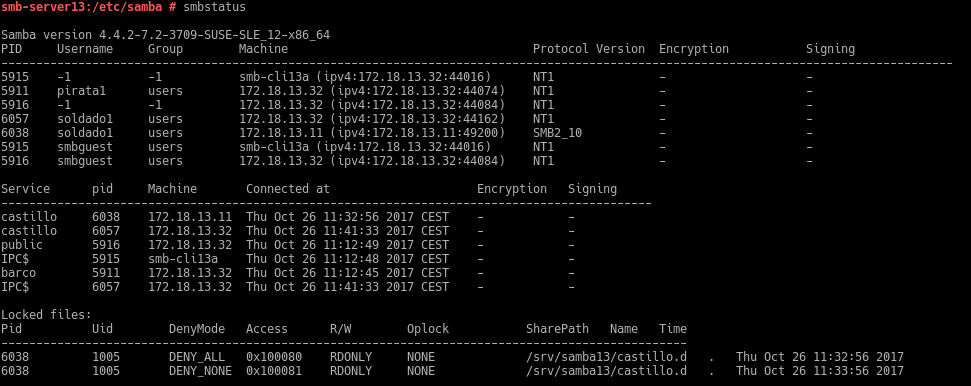 smb-server13:/etc/samba # smbstatus

Samba version 4.4.2-7.2-3709-SUSE-SLE_12-x86_64
PID     Username     Group        Machine                                   Protocol Version  Encryption           Signing
----------------------------------------------------------------------------------------------------------------------------------------
5915    -1           -1           smb-cli13a (ipv4:172.18.13.32:44016)      NT1               -                    -
5911    pirata1      users        172.18.13.32 (ipv4:172.18.13.32:44074)    NT1               -                    -
5916    -1           -1           172.18.13.32 (ipv4:172.18.13.32:44084)    NT1               -                    -
6057    soldado1     users        172.18.13.32 (ipv4:172.18.13.32:44162)    NT1               -                    -
6038    soldado1     users        172.18.13.11 (ipv4:172.18.13.11:49200)    SMB2_10           -                    -
5915    smbguest     users        smb-cli13a (ipv4:172.18.13.32:44016)      NT1               -                    -
5916    smbguest     users        172.18.13.32 (ipv4:172.18.13.32:44084)    NT1               -                    -

Service      pid     Machine       Connected at                     Encryption   Signing
---------------------------------------------------------------------------------------------
castillo     6038    172.18.13.11  Thu Oct 26 11:32:56 2017 CEST    -            -
castillo     6057    172.18.13.32  Thu Oct 26 11:41:33 2017 CEST    -            -
public       5916    172.18.13.32  Thu Oct 26 11:12:49 2017 CEST    -            -
IPC$         5915    smb-cli13a    Thu Oct 26 11:12:48 2017 CEST    -            -
barco        5911    172.18.13.32  Thu Oct 26 11:12:45 2017 CEST    -            -
IPC$         6057    172.18.13.32  Thu Oct 26 11:41:33 2017 CEST    -            -

Locked files:
Pid          Uid        DenyMode   Access      R/W        Oplock           SharePath   Name   Time
--------------------------------------------------------------------------------------------------
6038         1005       DENY_ALL   0x100080    RDONLY     NONE             /srv/samba13/castillo.d   .   Thu Oct 26 11:32:56 2017
6038         1005       DENY_NONE  0x100081    RDONLY     NONE             /srv/samba13/castillo.d   .   Thu Oct 26 11:33:56 2017